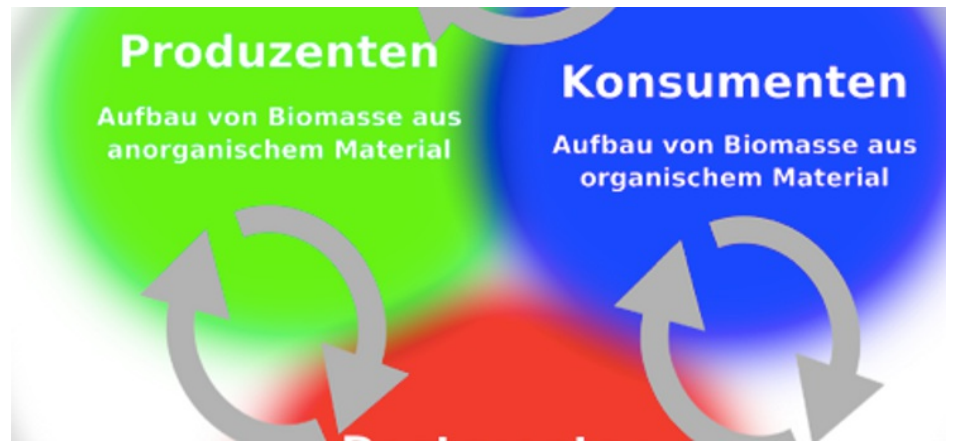 Produzenten
Aufbau von Biomasse aus
anorganischem Material
Konsumenten
Aufbau von Biomasse aus
organischem Material